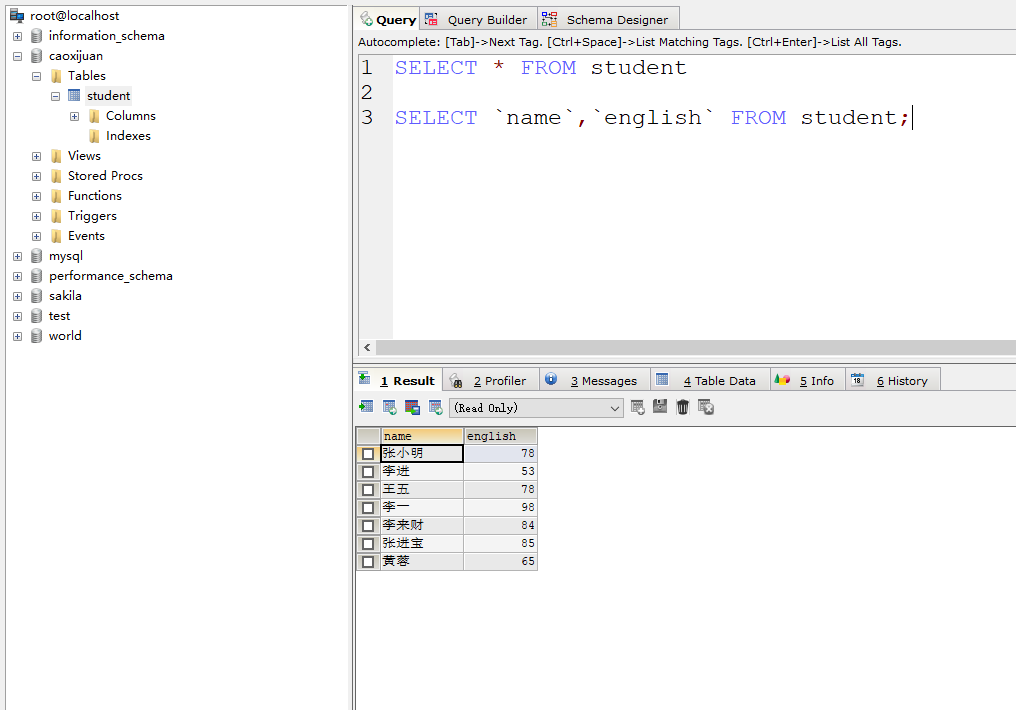 root@localhost
information_schema
caoxijuan
Tables
student
Columns
Indexes
Views
Stored Procs
Functions
Triggers
Events
mysql
performance_schema
sakila
test
world
Query Query Builder Schema Designer
Autocomplete: [Tab]->Next Tag. [Ctrl+Space]->List Matching Tags. [Ctrl+Enter]->List All Tags.
1 SELECT * FROM student
2
3 SELECT `name`,`english` FROM student;
1 Result 2 Profiler 3 Messages 4 Table Data 5 Info 6 History
(Read Only)
name english
张小明 78
李进 53
王五 78
李一 98
李来财 84
张进宝 85
黄蓉 65